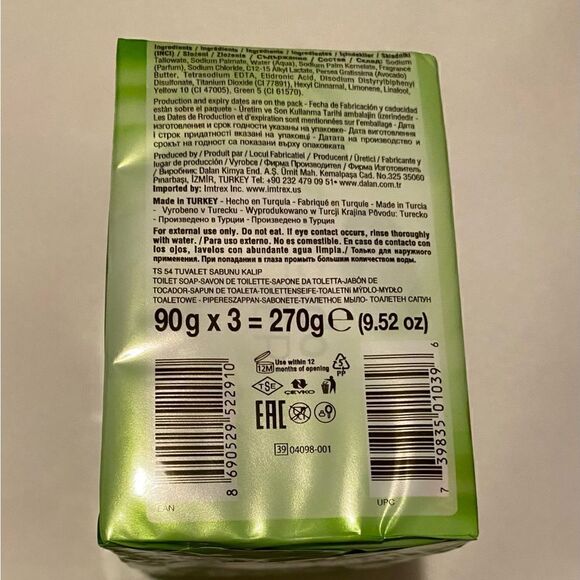 Ingredients / Ingrédients / Ingredientes / İçindekiler / Składniki
(INCI) / Složení / Zloženie / Содержание / Состав / Sodium
Tallowate, Sodium Palmate, Water (Aqua), Sodium Palm Kernelate, Fragrance
(Parfum), Sodium Chloride, C12-15 Alkyl Lactate, Persea Gratissima (Avocado)
Butter, Tetrasodium EDTA, Etidronic Acid, Disodium Distyrylbiphenyl
Disulfonate, Titanium Dioxide (CI 77891), Hexyl Cinnamal, Limonene, Linalool,
Yellow 10 (CI 47005), Green 5 (CI 61570).
Production and expiry dates are on the pack - Fecha de Fabricación y caducidad
están sobre el paquete - Üretim ve Son Kullanma Tarihi ambalajın üzerindedir -
Les Dates de Production et d'expiration sont mentionnées sur l'emballage - Дата
изготовления и срок годности указаны на упаковке - Дата виготовлення
і строк придатності вказані на упаковці - Датата на производство и
срокът на годност са показани върху опаковката
Produced by / Produit par / Locul Fabricatiei / Producent / Üretici / Fabricante y
lugar de producción / Výrobce / Фирма Производител / Фирма Изготовитель
/ Виробник: Dalan Kimya End. A.Ş. Ümit Mah. Kemalpaşa Cad. No:325 35060
Pınarbaşı, İZMİR, TURKEY Tel:+90 232 479 09 51 www.dalan.com.tr
Imported by: Imtrex Inc. www.imtrex.us
Made in TURKEY - Hecho en Turquía - Fabriqué en Turquie - Made in Turcia
- Vyrobeno v Turecku - Wyprodukowano w Turcji Krajina Pôvodu: Turecko
- Произведено в Турции - Произведено в Турция
For external use only. Do not eat. If eye contact occurs, rinse thoroughly
with water. / Para uso externo. No es comestible. En caso de contacto con
los ojos, lavelos con abundante agua limpia./ Только для наружного
применения. При попадании в глаза промыть большим количеством воды.
TS 54 TUVALET SABUNU KALIP
TOILET SOAP-SAVON DE TOILETTE-SAPONE DA TOLETTA-JABÓN DE
TOCADOR-SAPUN DE TOALETA-TOILETTENSEIFE-TOALETNI MÝDLO-MYDŁO
TOALETOWE - PIPERESZAPPAN-SABONETE-ТУАЛЕТНОЕ МЫЛО- ТОАЛЕТЕН САПУН
90g x 3 = 270g ℮ (9.52 oz)
12M
Use within 12
months of opening
5
PP
TSE
ÇEVKO
EAC
39 04098-001
8 690529 522910
EAN
7 39835 01039 6
UPC